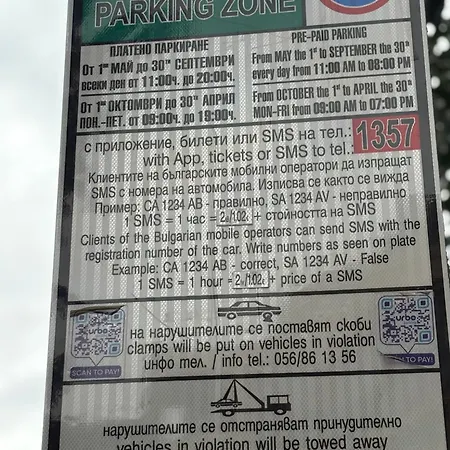 PARKING ZONE
ПЛАТЕНО ПАРКИРАНЕ
От 1ви МАЙ до 30ти СЕПТЕМВРИ
всеки ден от 11:00ч. до 20:00ч.
От 1ви ОКТОМВРИ до 30ти АПРИЛ
ПОН.-ПЕТ. от 09:00ч. до 19:00ч.
PRE-PAID PARKING
From MAY the 1st to SEPTEMBER the 30th
every day from 11:00 AM to 08:00 PM
From OCTOBER the 1st to APRIL the 30th
MON-FRI from 09:00 AM to 07:00 PM
с приложение, билети или SMS на тел.:
with App, tickets or SMS to tel.:
1357
Клиентите на българските мобилни оператори да изпращат
SMS с номера на автомобила. Изписва се както се вижда
Пример: CA 1234 AB - правилно, SA 1234 AV - неправилно
1 SMS = 1 час = + стойността на SMS
Clients of the Bulgarian mobile operators can send SMS with the
registration number of the car. Write numbers as seen on plate
Example: CA 1234 AB - correct, SA 1234 AV - False
1 SMS = 1 hour = + price of a SMS
на нарушителите се поставят скоби
clamps will be put on vehicles in violation
инфо тел. / info tel.: 056/86 13 56
SCAN TO PAY!
SCAN TO PAY!
нарушителите се отстраняват принудително
vehicles in violation will be towed away